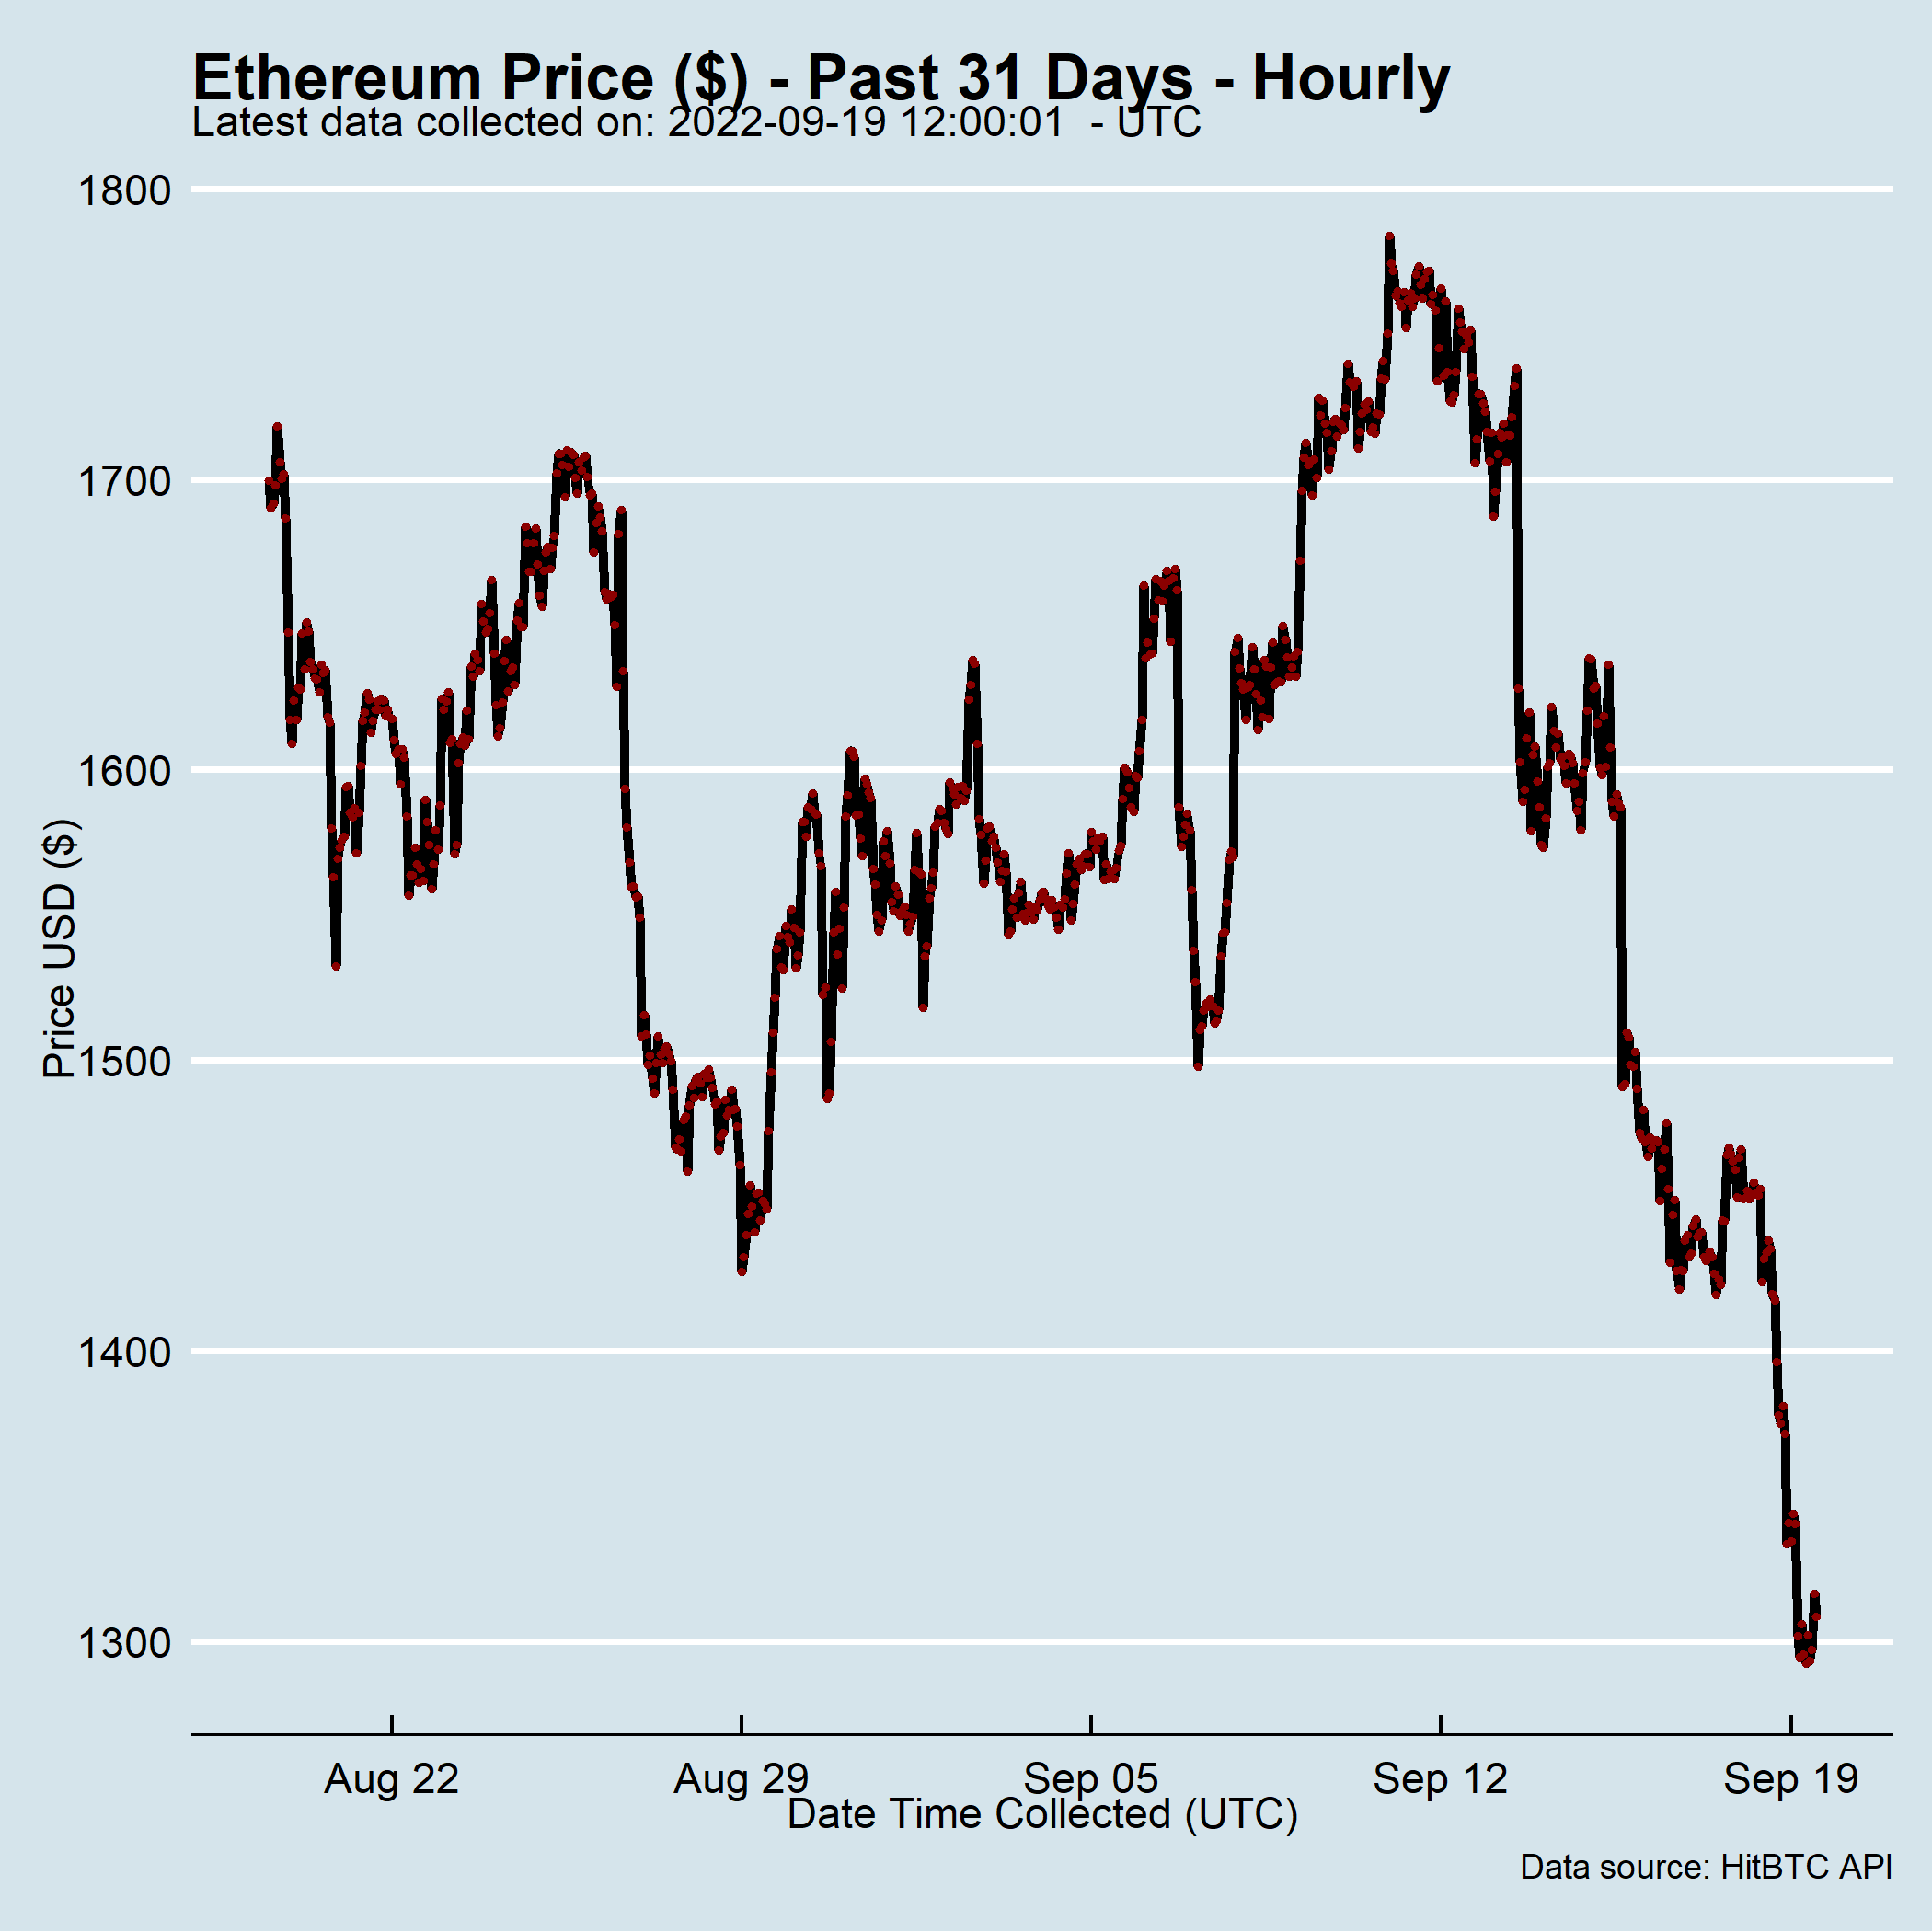 Ethereum Price ($) - Past 31 Days - Hourly
Latest data collected on: 2022-09-19 12:00:01  - UTC
1800
1700
1600
1500
1400
1300
Price USD ($)
Aug 22
Aug 29
Sep 05
Sep 12
Sep 19
Date Time Collected (UTC)
Data source: HitBTC API